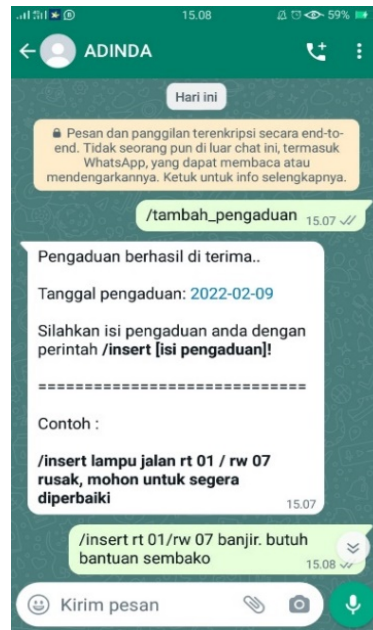 15.08
59%
ADINDA
Hari ini
Pesan dan panggilan terenkripsi secara end-to-
end. Tidak seorang pun di luar chat ini, termasuk
WhatsApp, yang dapat membaca atau
mendengarkannya. Ketuk untuk info selengkapnya.
/tambah_pengaduan 15.07
Pengaduan berhasil di terima..
Tanggal pengaduan: 2022-02-09
Silahkan isi pengaduan anda dengan
perintah /insert [isi pengaduan]!
==============================
Contoh :
/insert lampu jalan rt 01 / rw 07
rusak, mohon untuk segera
diperbaiki
15.07
/insert rt 01/rw 07 banjir. butuh
bantuan sembako
15.08
Kirim pesan